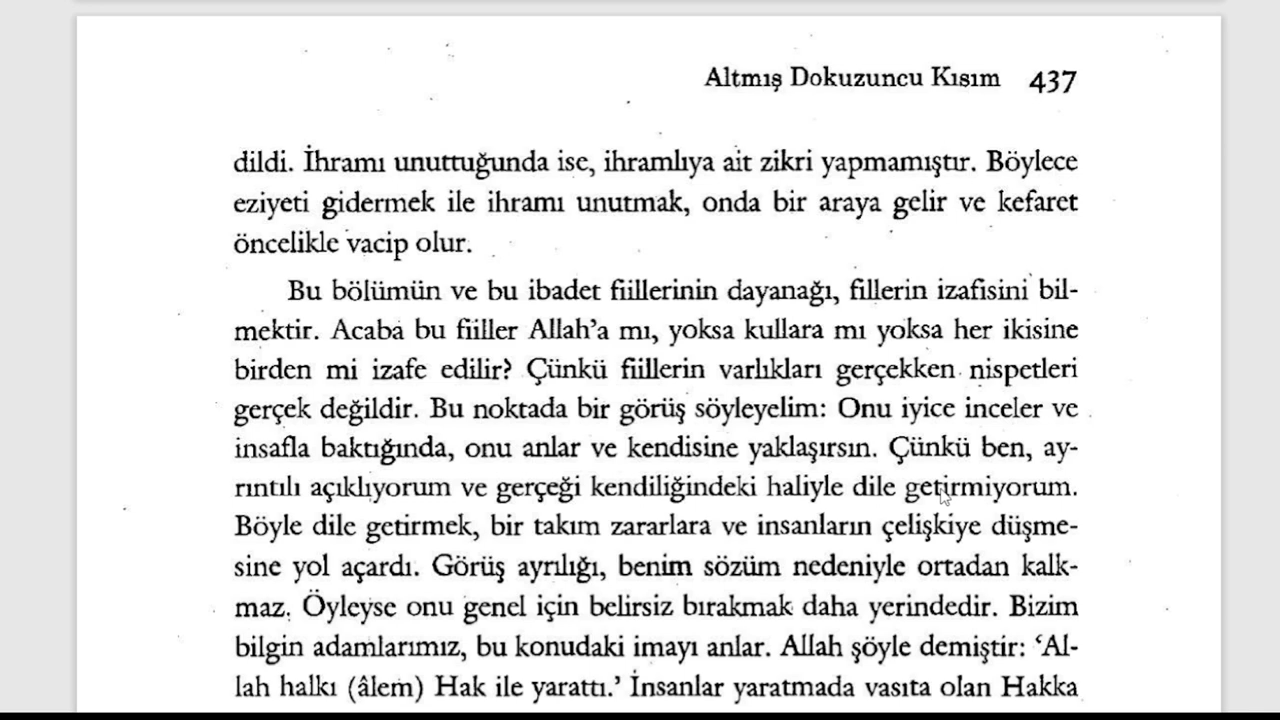 Altmış Dokuzuncu Kısım 437
dildi. İhramı unuttuğunda ise, ihramlıya ait zikri yapmamıştır. Böylece
eziyeti gidermek ile ihramı unutmak, onda bir araya gelir ve kefaret
öncelikle vacip olur.
Bu bölümün ve bu ibadet fiillerinin dayanağı, fillerin izafisini bil-
mektir. Acaba bu fiiller Allah’a mı, yoksa kullara mı yoksa her ikisine
birden mi izafe edilir? Çünkü fiillerin varlıkları gerçekken nispetleri
gerçek değildir. Bu noktada bir görüş söyleyelim: Onu iyice inceler ve
insafla baktığında, onu anlar ve kendisine yaklaşırsın. Çünkü ben, ay-
rıntılı açıklıyorum ve gerçeği kendiliğindeki haliyle dile getirmiyorum.
Böyle dile getirmek, bir takım zararlara ve insanların çelişkiye düşme-
sine yol açardı. Görüş ayrılığı, benim sözüm nedeniyle ortadan kalk-
maz. Öyleyse onu genel için belirsiz bırakmak daha yerindedir. Bizim
bilgin adamlarımız, bu konudaki imayı anlar. Allah şöyle demiştir: ‘Al-
lah halkı (âlem) Hak ile yarattı.’ İnsanlar yaratmada vasıta olan Hakka